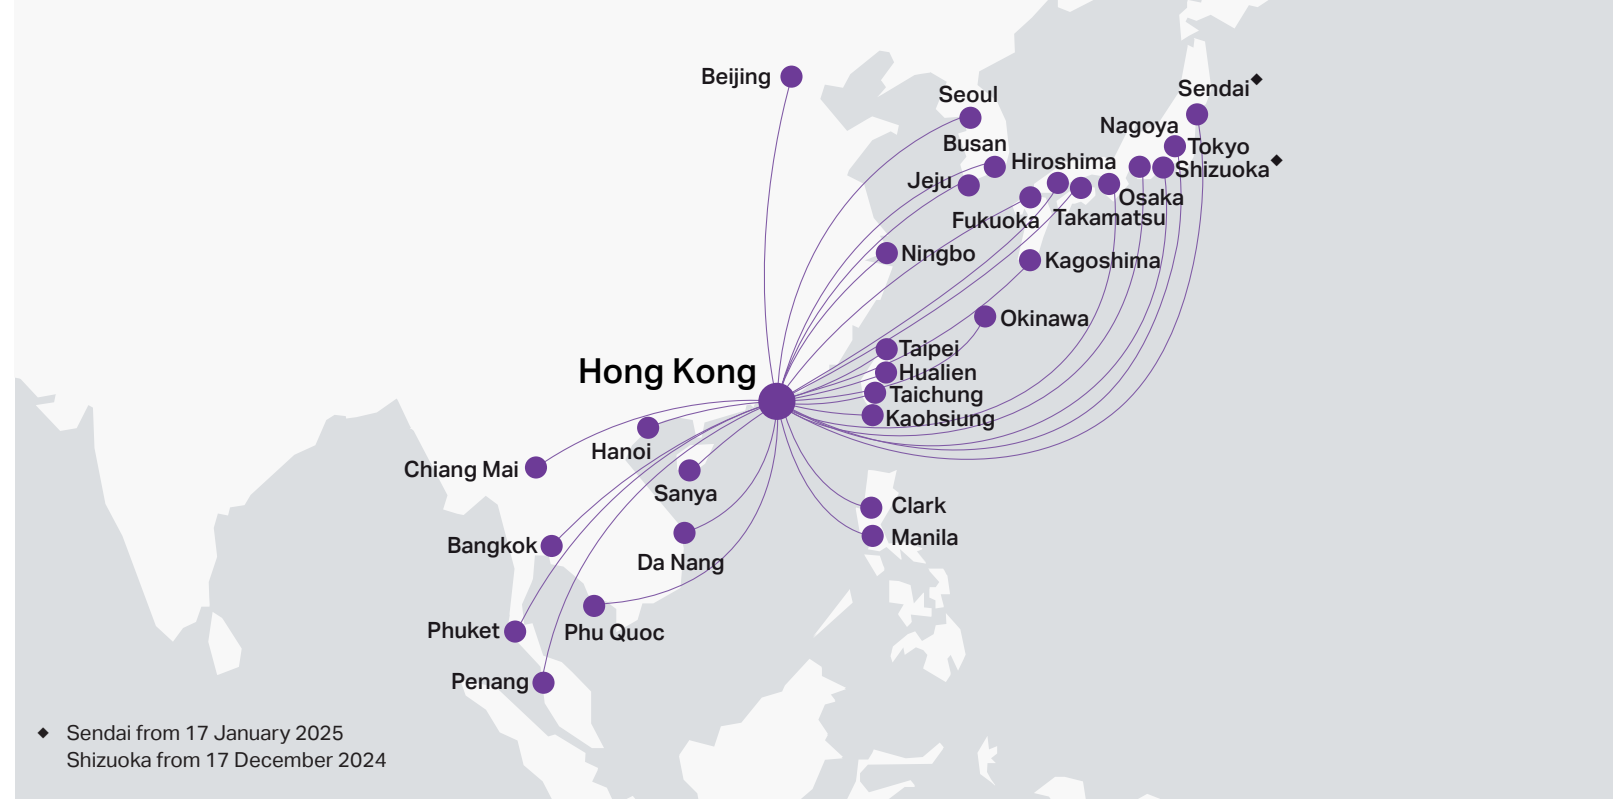 Beijing
Seoul
Sendai◆
Busan
Nagoya
Tokyo
Hiroshima
Shizuoka◆
Jeju
Osaka
Fukuoka
Takamatsu
Ningbo
Kagoshima
Okinawa
Taipei
Hong Kong
Hualien
Taichung
Kaohsiung
Hanoi
Chiang Mai
Sanya
Clark
Manila
Bangkok
Da Nang
Phuket
Phu Quoc
Penang
◆ Sendai from 17 January 2025
Shizuoka from 17 December 2024